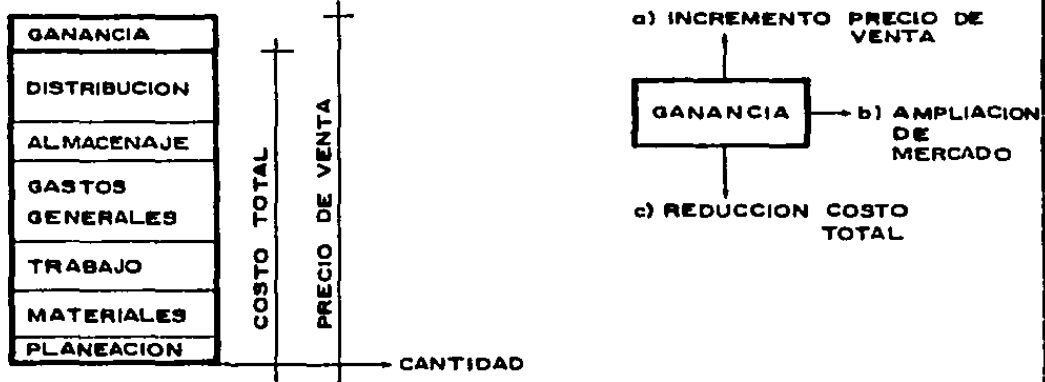 GANANCIA
DISTRIBUCION
ALMACENAJE
GASTOS
GENERALES
TRABAJO
MATERIALES
PLANEACION
COSTO TOTAL
PRECIO DE VENTA
CANTIDAD
a) INCREMENTO PRECIO DE
VENTA
GANANCIA
b) AMPLIACION
DE
MERCADO
c) REDUCCION COSTO
TOTAL